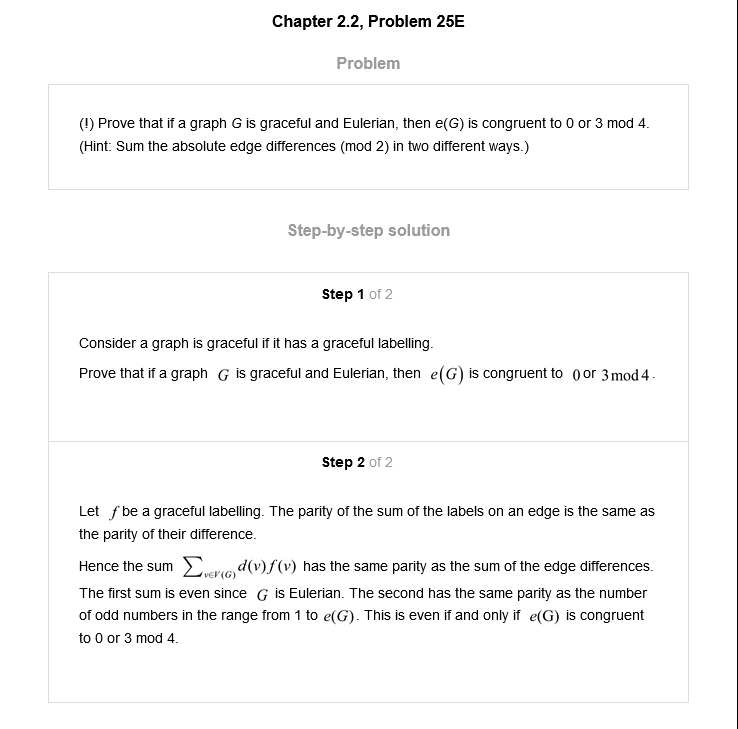 Chapter 2.2, Problem 25E
Problem
(!) Prove that if a graph G is graceful and Eulerian, then e(G) is congruent to 0 or 3 mod 4.
(Hint: Sum the absolute edge differences (mod 2) in two different ways.)
Step-by-step solution
Step 1 of 2
Consider a graph is graceful if it has a graceful labelling.
Prove that if a graph G is graceful and Eulerian, then e(G) is congruent to 0 or 3 mod 4.
Step 2 of 2
Let f be a graceful labelling. The parity of the sum of the labels on an edge is the same as
the parity of their difference.
Hence the sum ∑_{v∈V(G)} d(v)f(v) has the same parity as the sum of the edge differences.
The first sum is even since G is Eulerian. The second has the same parity as the number
of odd numbers in the range from 1 to e(G). This is even if and only if e(G) is congruent
to 0 or 3 mod 4.